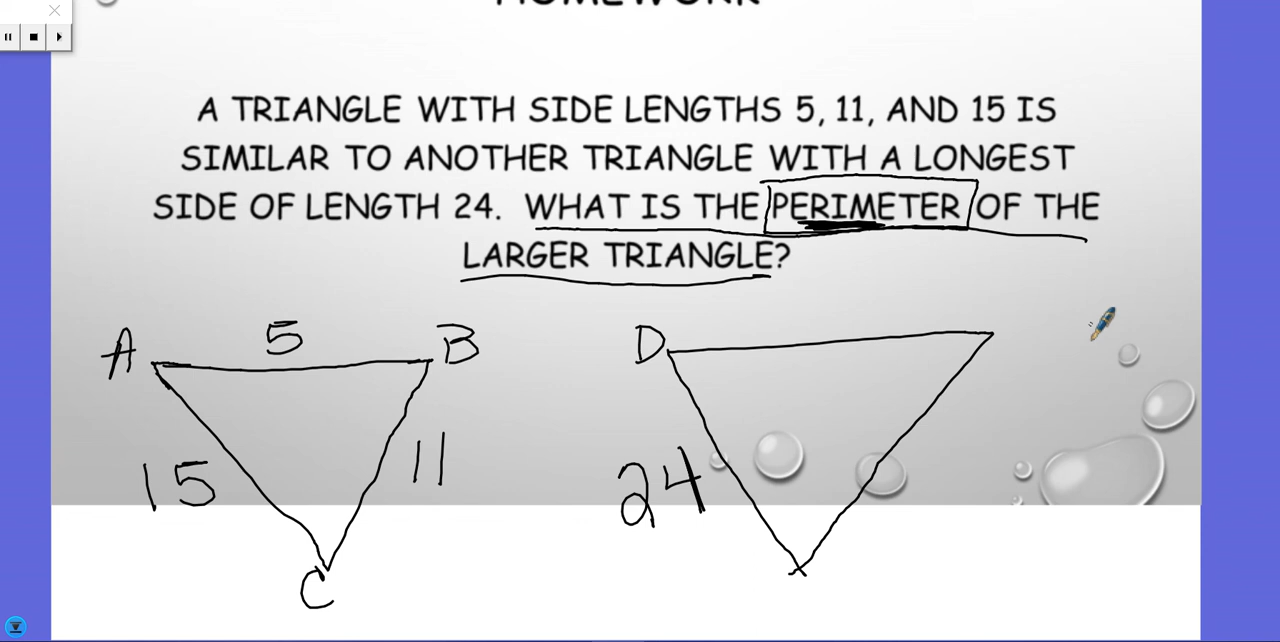 HOMEWORK
A TRIANGLE WITH SIDE LENGTHS 5, 11, AND 15 IS
SIMILAR TO ANOTHER TRIANGLE WITH A LONGEST
SIDE OF LENGTH 24. WHAT IS THE PERIMETER OF THE
LARGER TRIANGLE?
A 5 B D
15 11 24
C